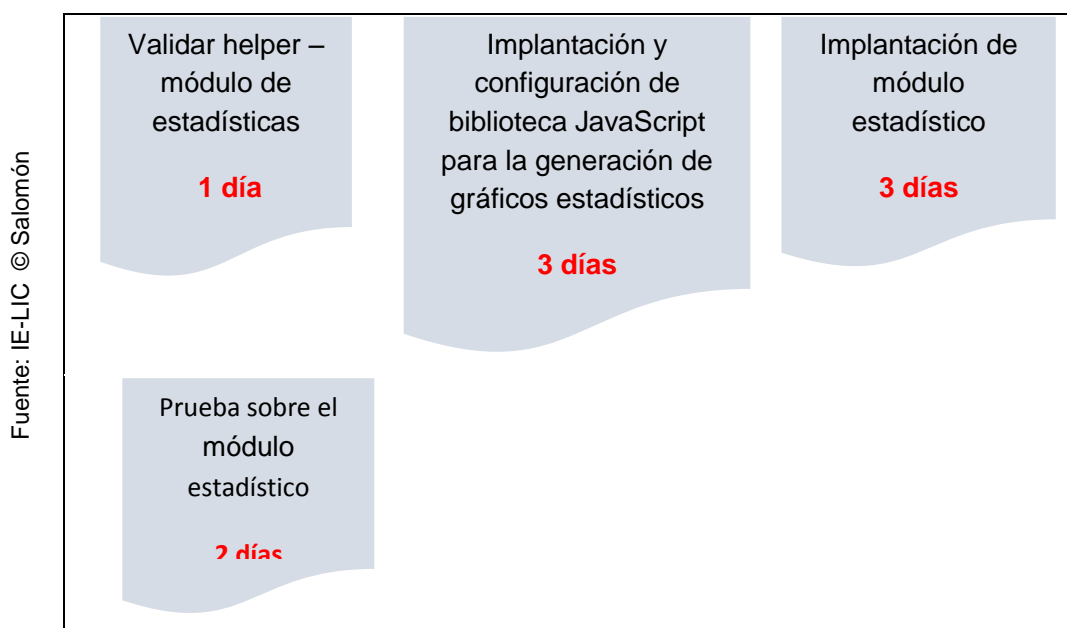 Validar helper –
módulo de
estadísticas
1 día
Implantación y
configuración de
biblioteca JavaScript
para la generación de
gráficos estadísticos
3 días
Implantación de
módulo
estadístico
3 días
Prueba sobre el
módulo
estadístico
2 días
Fuente: IE-LIC © Salomón